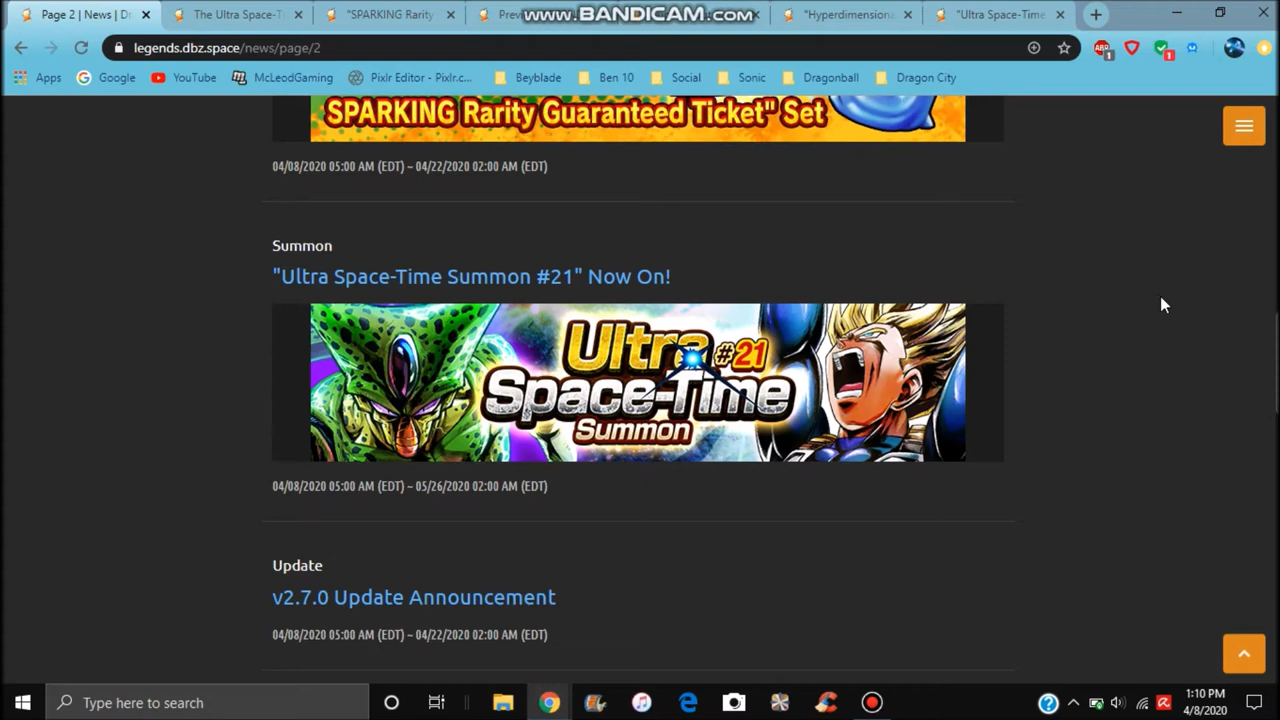 Page 2 | News | D
The Ultra Space-T
"SPARKING Rarity
Prev
www.BANDICAM.com
"Hyperdimension
"Ultra Space-Time
legends.dbz.space/news/page/2
Apps
Google
YouTube
McLeodGaming
Pixlr Editor - Pixlr.c...
Beyblade
Ben 10
Social
Sonic
Dragonball
Dragon City
SPARKING Rarity Guaranteed Ticket" Set
04/08/2020 05:00 AM (EDT) ~ 04/22/2020 02:00 AM (EDT)
Summon
"Ultra Space-Time Summon #21" Now On!
Ultra #21
Space-Time
Summon
04/08/2020 05:00 AM (EDT) ~ 05/26/2020 02:00 AM (EDT)
Update
v2.7.0 Update Announcement
04/08/2020 05:00 AM (EDT) ~ 04/22/2020 02:00 AM (EDT)
Type here to search
1:10 PM
4/8/2020